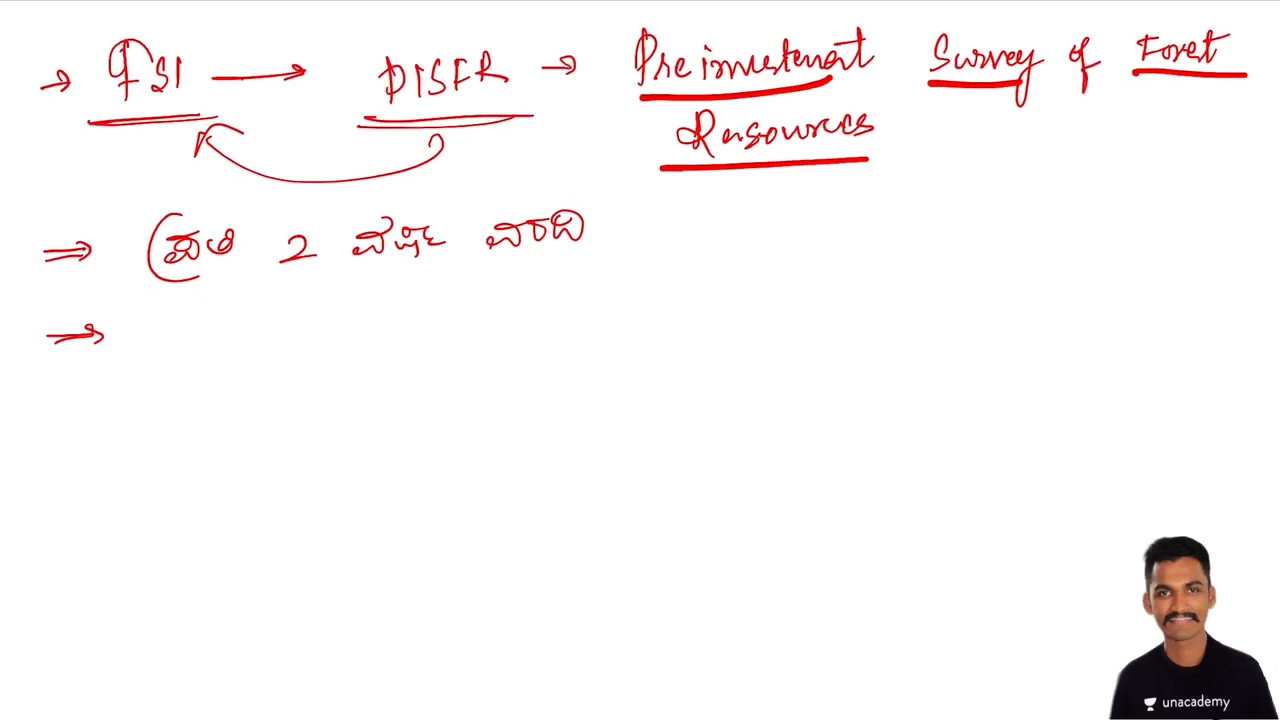 → FSI → PISFR → Preinvestment Survey of Forest
Resources
⇒ ಪ್ರತಿ 2 ವರ್ಷ ವರದಿ
⇒
unacademy